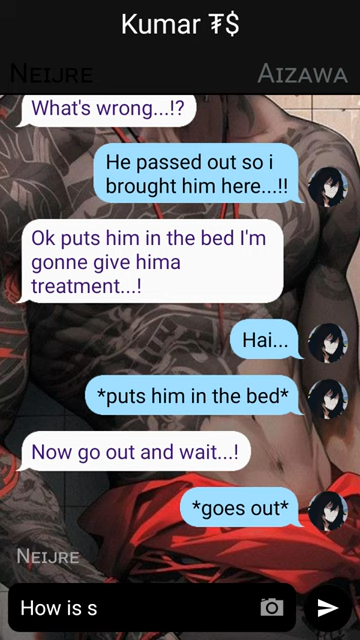 Kumar ₮$
NEIJRE
AIZAWA
What's wrong...!?
He passed out so i
brought him here...!!
Ok puts him in the bed I'm
gonne give hima
treatment...!
Hai...
*puts him in the bed*
Now go out and wait...!
*goes out*
NEIJRE
How is s